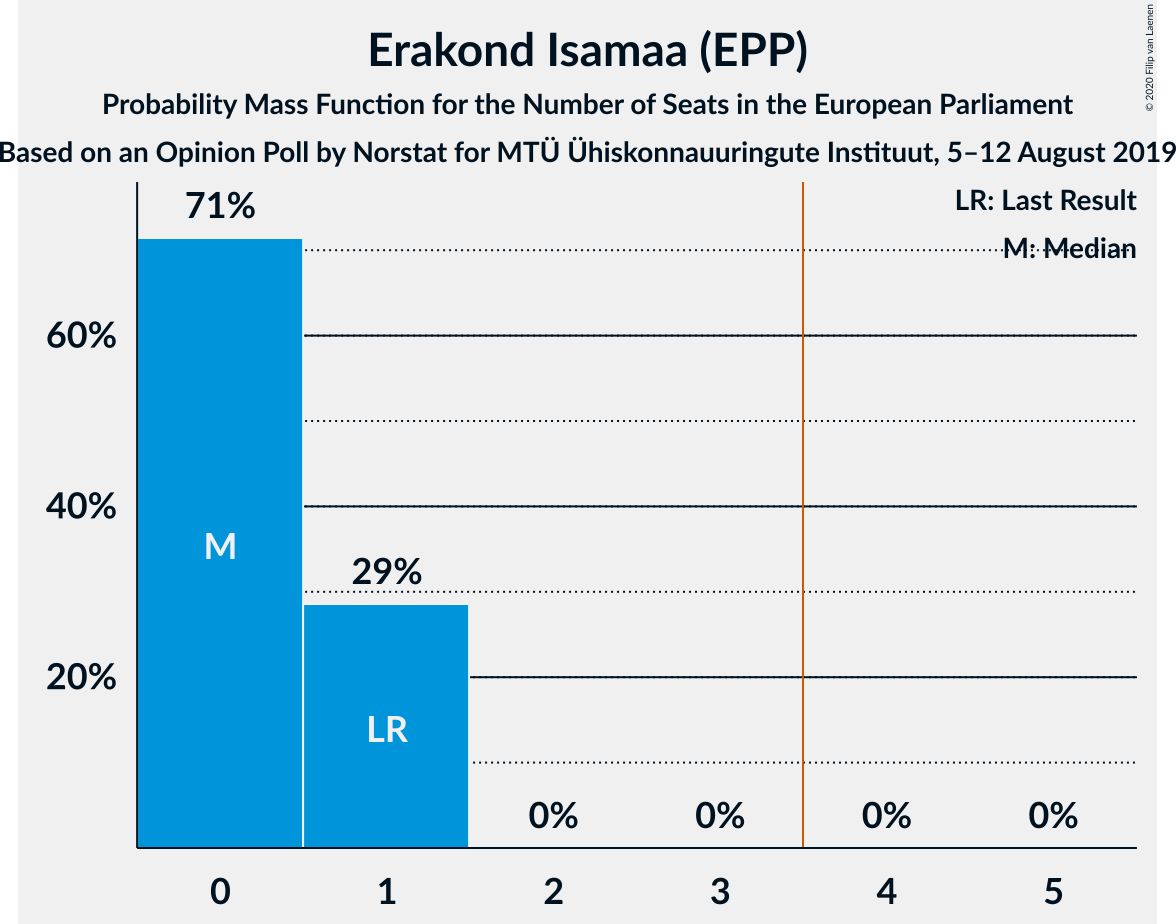 Erakond Isamaa (EPP)
Probability Mass Function for the Number of Seats in the European Parliament
Based on an Opinion Poll by Norstat for MTÜ Ühiskonnauuringute Instituut, 5–12 August 2019
© 2020 Filip van Laenen
LR: Last Result
M: Median
71%
60%
40%
29%
20%
M
LR
0% 0% 0% 0%
0 1 2 3 4 5